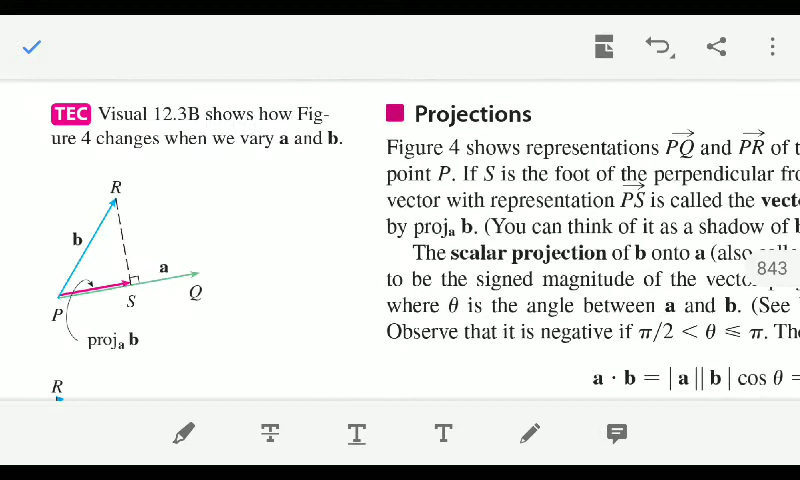 TEC Visual 12.3B shows how Fig-
ure 4 changes when we vary a and b.
R
b
a
P
S
Q
projₐ b
R
Projections
Figure 4 shows representations PQ and PR of t
point P. If S is the foot of the perpendicular fro
vector with representation PS is called the vect
by projₐ b. (You can think of it as a shadow of b
The scalar projection of b onto a (also
to be the signed magnitude of the vect
843
where θ is the angle between a and b. (See
Observe that it is negative if π/2 < θ ≤ π. The
a · b = |a||b| cos θ =